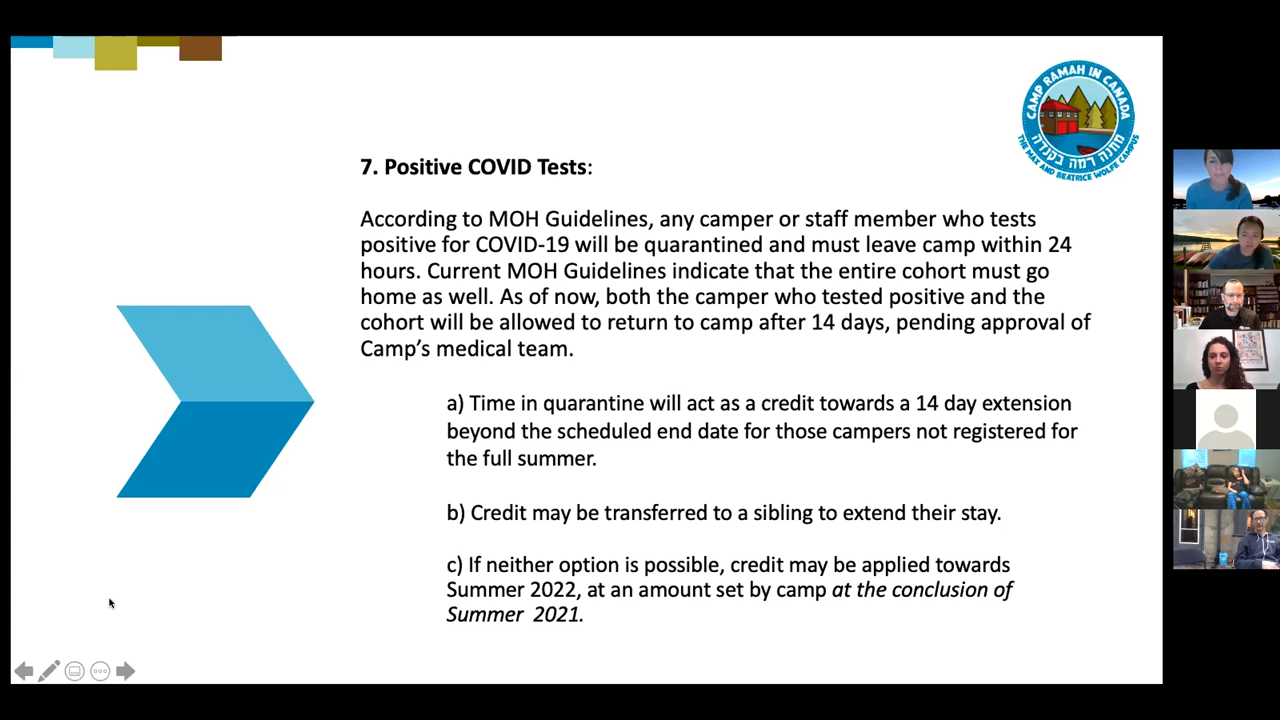 CAMP RAMAH IN CANADA
מחנה רמה בקנדה
THE MAX AND BEATRICE WOLFE CAMPUS
7. Positive COVID Tests:
According to MOH Guidelines, any camper or staff member who tests
positive for COVID-19 will be quarantined and must leave camp within 24
hours. Current MOH Guidelines indicate that the entire cohort must go
home as well. As of now, both the camper who tested positive and the
cohort will be allowed to return to camp after 14 days, pending approval of
Camp’s medical team.
a) Time in quarantine will act as a credit towards a 14 day extension
beyond the scheduled end date for those campers not registered for
the full summer.
b) Credit may be transferred to a sibling to extend their stay.
c) If neither option is possible, credit may be applied towards
Summer 2022, at an amount set by camp at the conclusion of
Summer 2021.